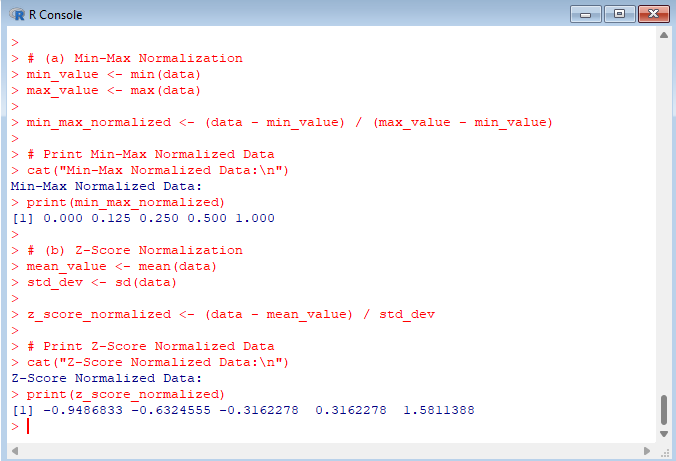 R Console
>
> # (a) Min-Max Normalization
> min_value <- min(data)
> max_value <- max(data)
>
> min_max_normalized <- (data - min_value) / (max_value - min_value)
>
> # Print Min-Max Normalized Data
> cat("Min-Max Normalized Data:\n")
Min-Max Normalized Data:
> print(min_max_normalized)
[1] 0.000 0.125 0.250 0.500 1.000
>
> # (b) Z-Score Normalization
> mean_value <- mean(data)
> std_dev <- sd(data)
>
> z_score_normalized <- (data - mean_value) / std_dev
>
> # Print Z-Score Normalized Data
> cat("Z-Score Normalized Data:\n")
Z-Score Normalized Data:
> print(z_score_normalized)
[1] -0.9486833 -0.6324555 -0.3162278  0.3162278  1.5811388
>